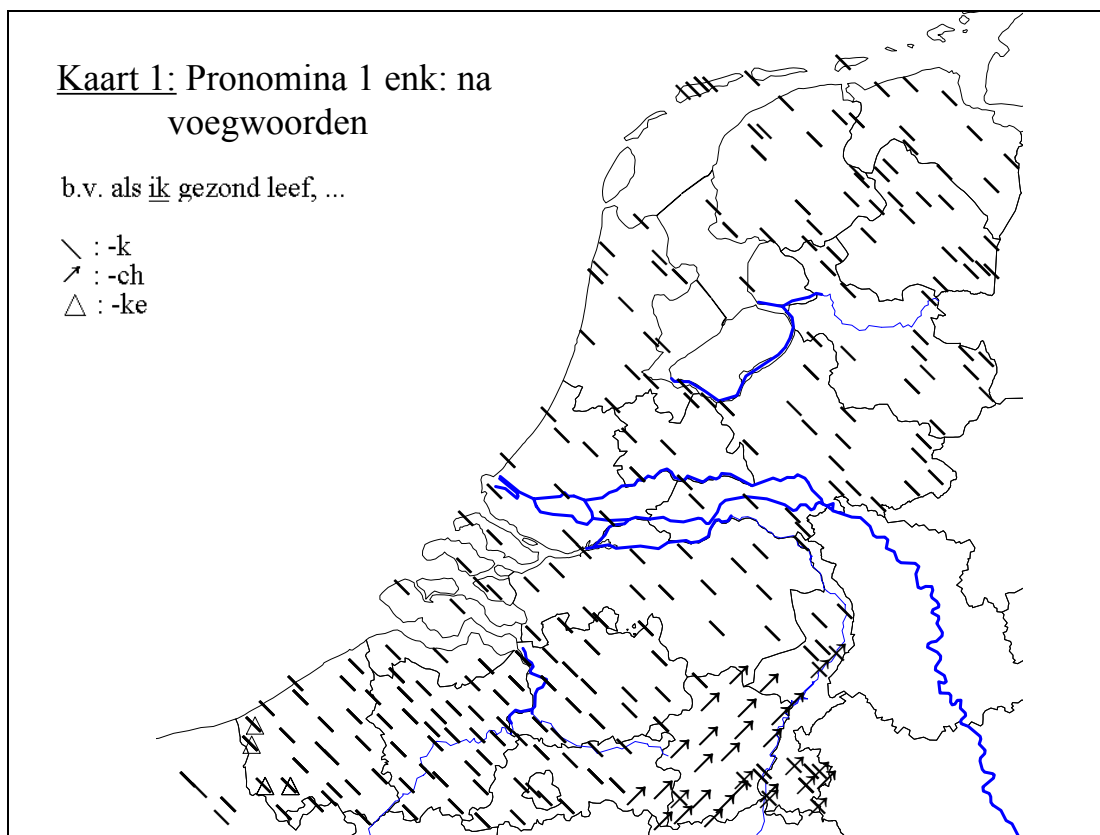 Kaart 1: Pronomina 1 enk: na
voegwoorden
b.v. als ik gezond leef, ...
\ : -k
↗ : -ch
△ : -ke